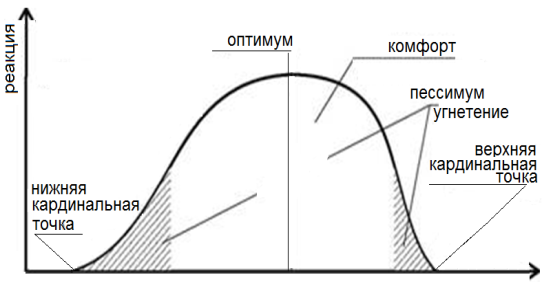 реакция
оптимум
комфорт
пессимум
угнетение
верхняя
кардинальная
точка
нижняя
кардинальная
точка